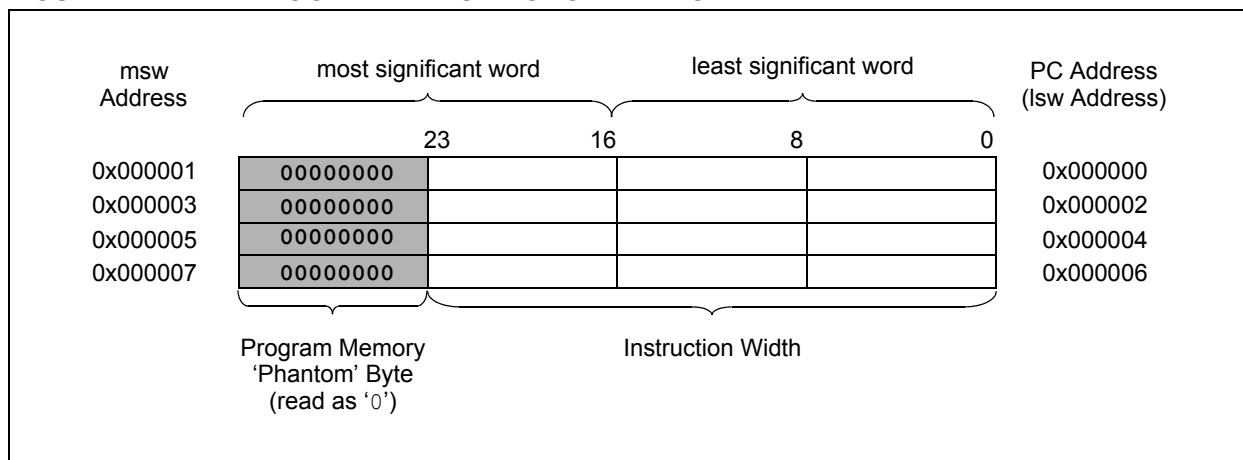 msw
Address
most significant word
least significant word
PC Address
(lsw Address)
23
16
8
0
0x000001
00000000
0x000000
0x000003
00000000
0x000002
0x000005
00000000
0x000004
0x000007
00000000
0x000006
Program Memory
‘Phantom’ Byte
(read as ‘0’)
Instruction Width